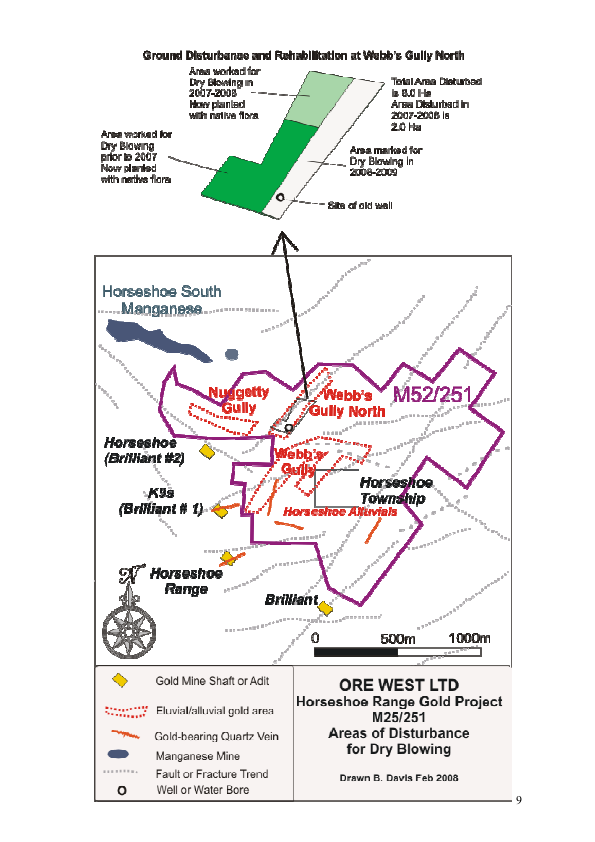 Ground Disturbance and Rehabilitation at Webb's Gully North
Area worked for
Dry Blowing in
2007-2008
Now planted
with native flora
Total Area Disturbed
is 8.0 Ha
Area Disturbed in
2007-2008 is
2.0 Ha
Area worked for
Dry Blowing
prior to 2007
Now planted
with native flora
Area marked for
Dry Blowing in
2008-2009
Site of old well
Horseshoe South
Manganese
Nuggetty
Gully
Webb's
Gully North
M52/251
Horseshoe
(Brilliant #2)
Webb's
Gully
K9s
(Brilliant # 1)
Horseshoe
Township
Horseshoe Alluvials
Horseshoe
Range
Brilliant
N
0 500m 1000m
Gold Mine Shaft or Adit
Eluvial/alluvial gold area
Gold-bearing Quartz Vein
Manganese Mine
Fault or Fracture Trend
Well or Water Bore
ORE WEST LTD
Horseshoe Range Gold Project
M25/251
Areas of Disturbance
for Dry Blowing
Drawn B. Davis Feb 2008
9